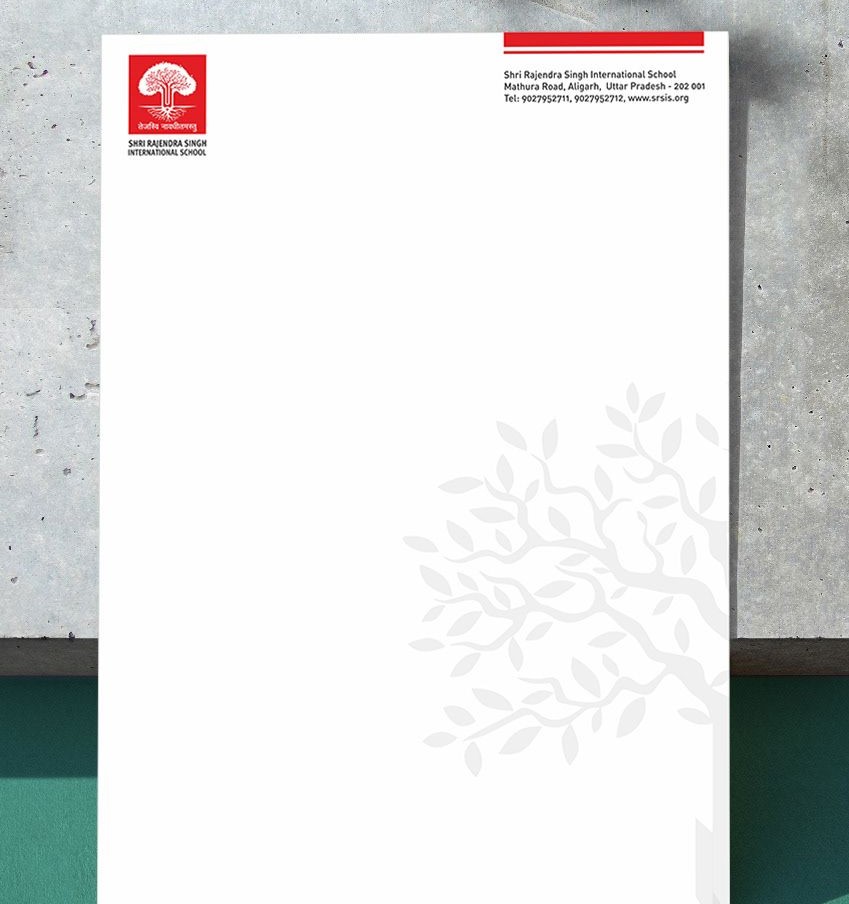 तेजस्वि नावधीतमस्तु
SHRI RAJENDRA SINGH
INTERNATIONAL SCHOOL
Shri Rajendra Singh International School
Mathura Road, Aligarh, Uttar Pradesh - 202 001
Tel: 9027952711, 9027952712, www.srsis.org